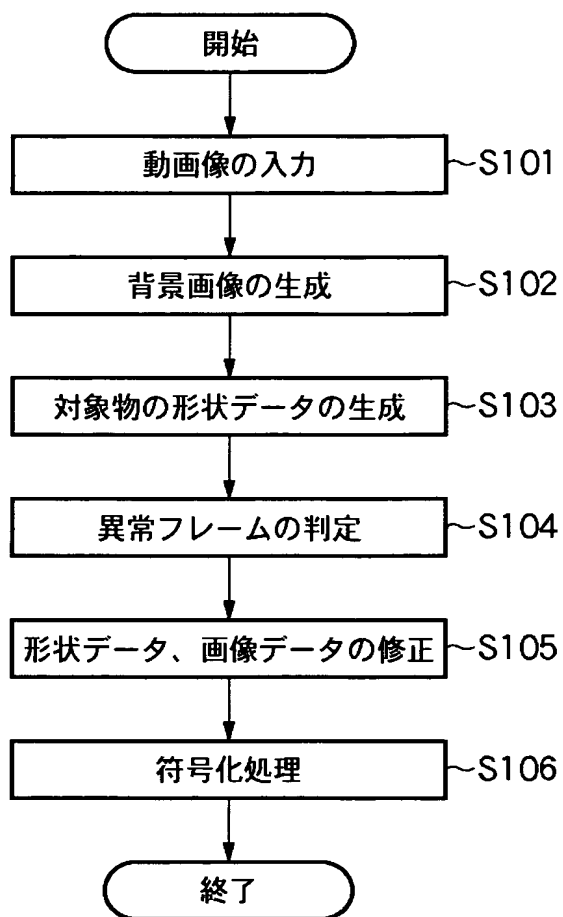 開始
動画像の入力 ~S101
背景画像の生成 ~S102
対象物の形状データの生成 ~S103
異常フレームの判定 ~S104
形状データ、画像データの修正 ~S105
符号化処理 ~S106
終了